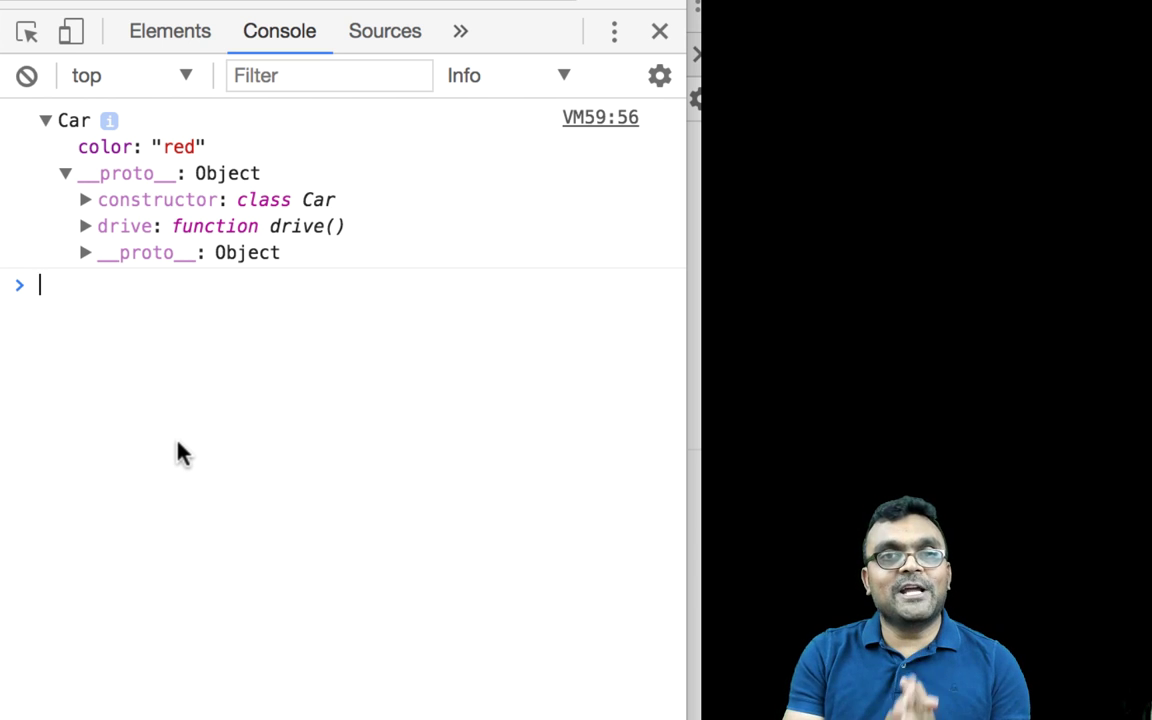 Elements Console Sources »
top Filter Info
Car i VM59:56
color: "red"
__proto__: Object
constructor: class Car
drive: function drive()
__proto__: Object